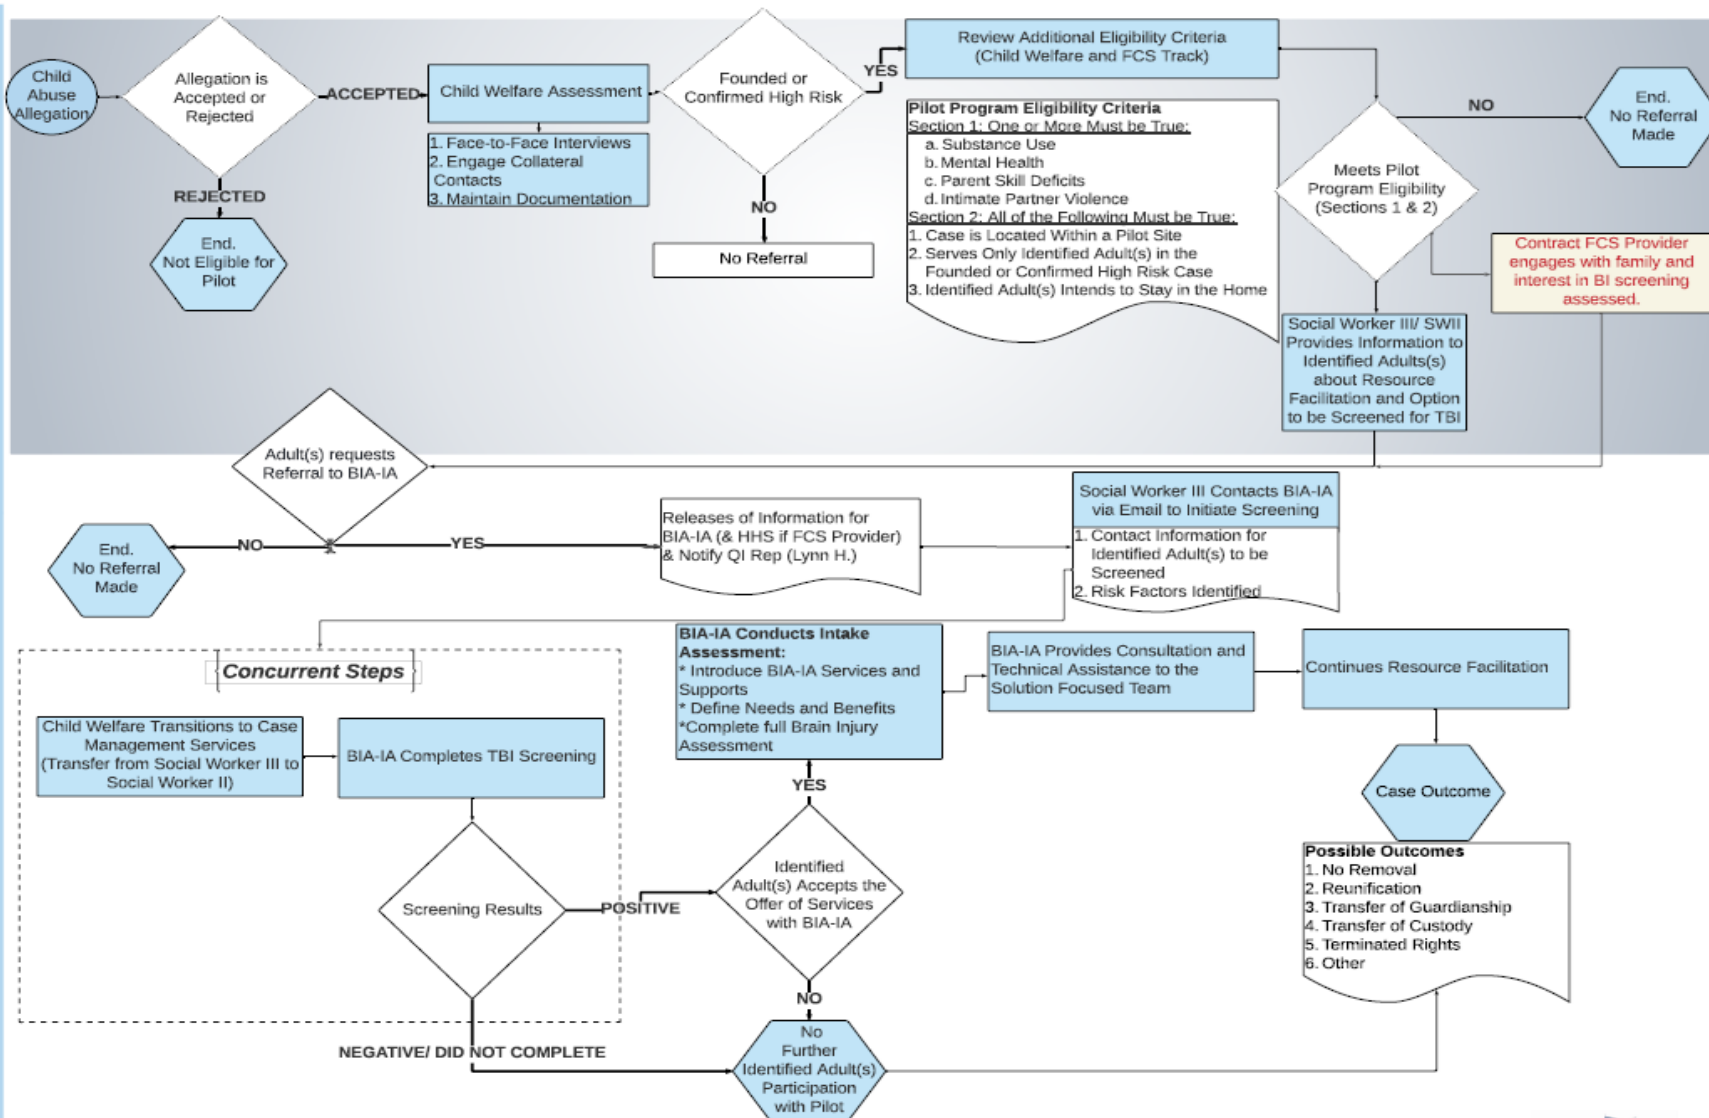 Child
Abuse
Allegation
Allegation is
Accepted or
Rejected
ACCEPTED
REJECTED
End.
Not Eligible for
Pilot
Child Welfare Assessment
1. Face-to-Face Interviews
2. Engage Collateral
Contacts
3. Maintain Documentation
Founded or
Confirmed High Risk
YES
NO
No Referral
Review Additional Eligibility Criteria
(Child Welfare and FCS Track)
Pilot Program Eligibility Criteria
Section 1: One or More Must be True:
a. Substance Use
b. Mental Health
c. Parent Skill Deficits
d. Intimate Partner Violence
Section 2: All of the Following Must be True:
1. Case is Located Within a Pilot Site
2. Serves Only Identified Adult(s) in the
Founded or Confirmed High Risk Case
3. Identified Adult(s) Intends to Stay in the Home
Meets Pilot
Program Eligibility
(Sections 1 & 2)
NO
End.
No Referral
Made
Contract FCS Provider
engages with family and
interest in BI screening
assessed.
Social Worker III/ SWII
Provides Information to
Identified Adults(s)
about Resource
Facilitation and Option
to be Screened for TBI
Adult(s) requests
Referral to BIA-IA
NO
End.
No Referral
Made
YES
Releases of Information for
BIA-IA (& HHS if FCS Provider)
& Notify QI Rep (Lynn H.)
Social Worker III Contacts BIA-IA
via Email to Initiate Screening
1. Contact Information for
Identified Adult(s) to be
Screened
2. Risk Factors Identified
Concurrent Steps
Child Welfare Transitions to Case
Management Services
(Transfer from Social Worker III to
Social Worker II)
BIA-IA Completes TBI Screening
Screening Results
POSITIVE
NEGATIVE/ DID NOT COMPLETE
Identified
Adult(s) Accepts the
Offer of Services
with BIA-IA
YES
NO
BIA-IA Conducts Intake
Assessment:
* Introduce BIA-IA Services and
Supports
* Define Needs and Benefits
*Complete full Brain Injury
Assessment
BIA-IA Provides Consultation and
Technical Assistance to the
Solution Focused Team
Continues Resource Facilitation
Case Outcome
Possible Outcomes
1. No Removal
2. Reunification
3. Transfer of Guardianship
4. Transfer of Custody
5. Terminated Rights
6. Other
No
Further
Identified Adult(s)
Participation
with Pilot